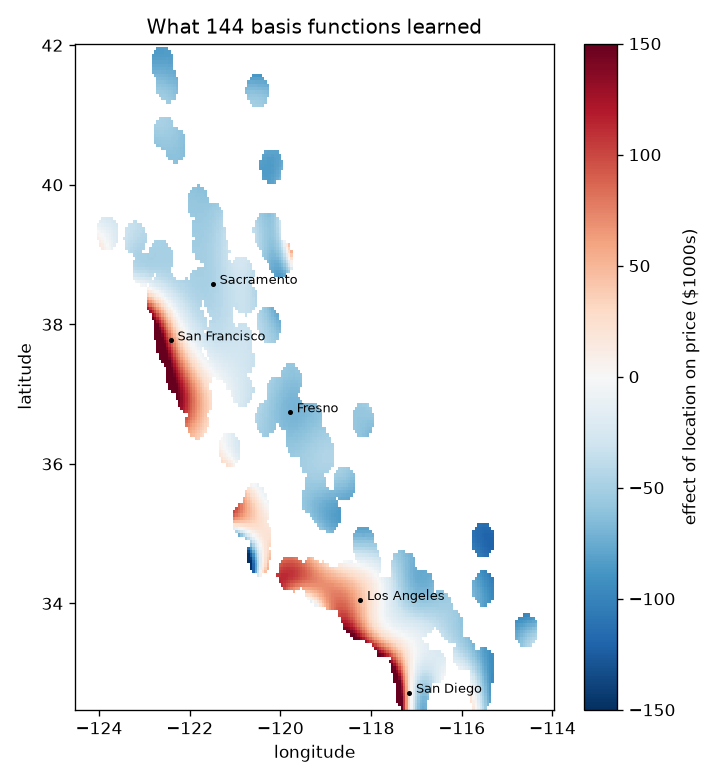 What 144 basis functions learned
42
40
38
36
34
latitude
Sacramento
San Francisco
Fresno
Los Angeles
San Diego
−124
−122
−120
−118
−116
−114
longitude
150
100
50
0
−50
−100
−150
effect of location on price ($1000s)